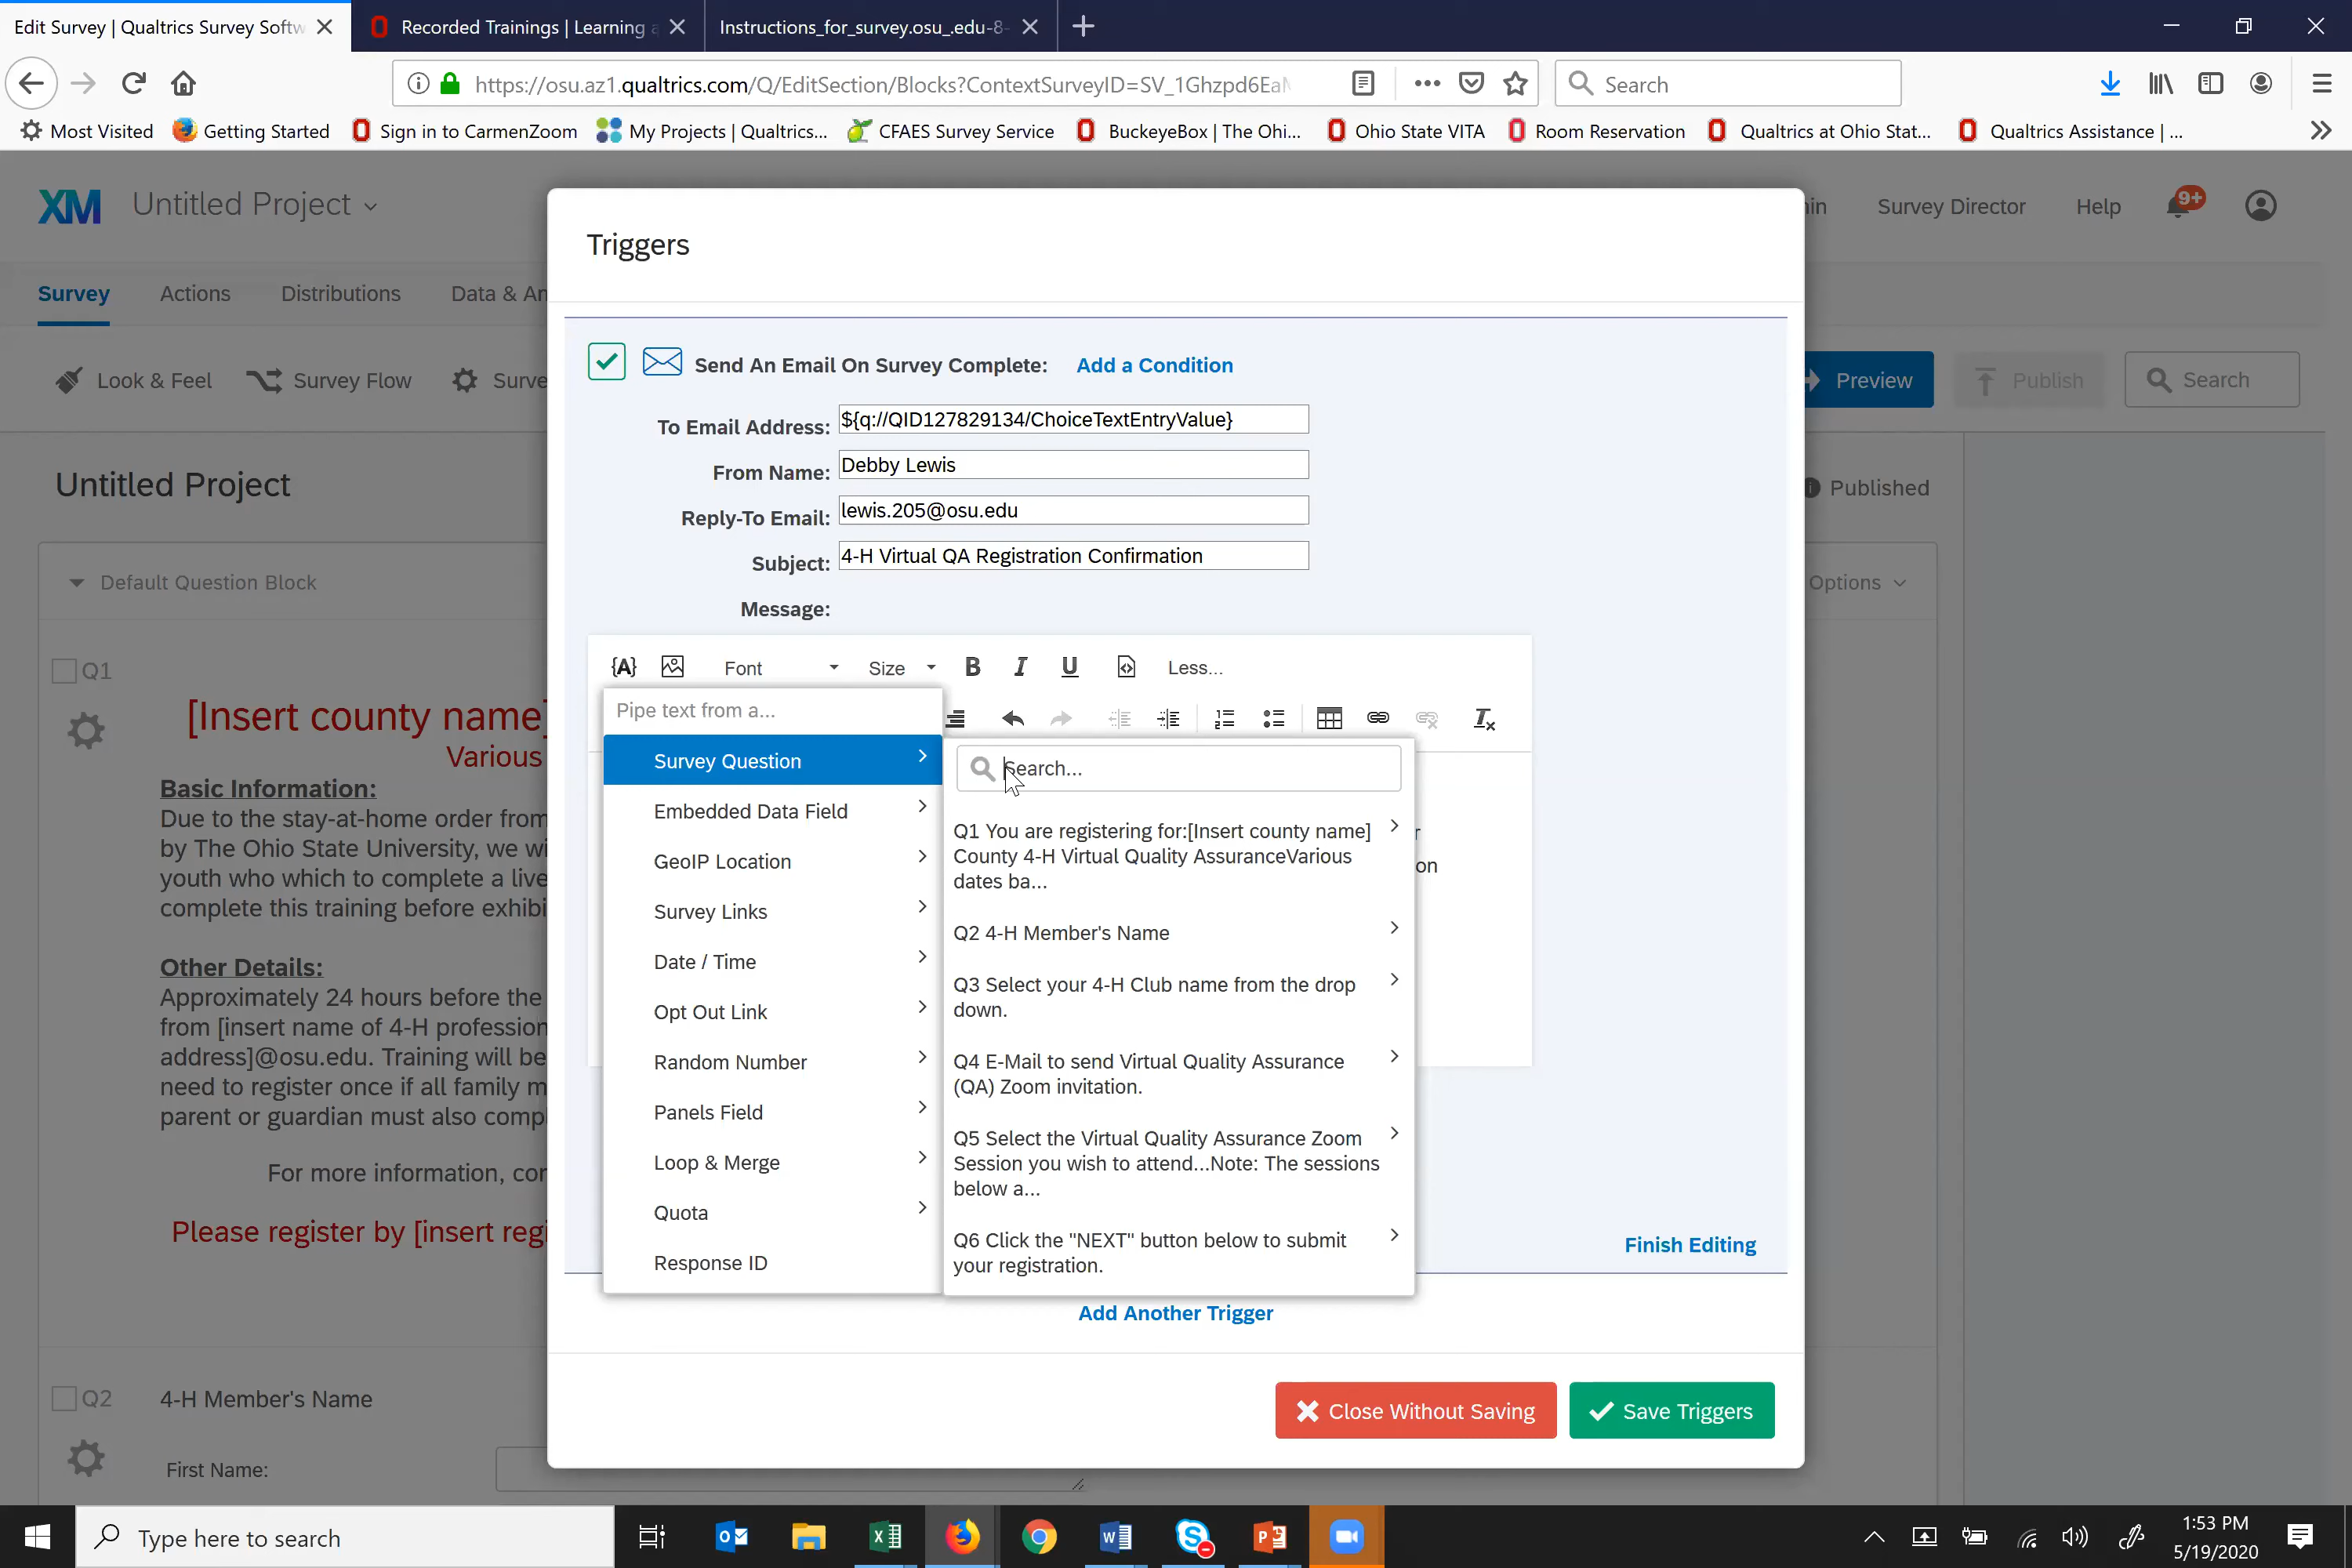 Edit Survey | Qualtrics Survey Softw
Recorded Trainings | Learning a
Instructions_for_survey.osu_.edu-8-
https://osu.az1.qualtrics.com/Q/EditSection/Blocks?ContextSurveyID=SV_1Ghzpd6EaM
Search
Most Visited
Getting Started
Sign in to CarmenZoom
My Projects | Qualtrics...
CFAES Survey Service
BuckeyeBox | The Ohi...
Ohio State VITA
Room Reservation
Qualtrics at Ohio Stat...
Qualtrics Assistance | ...
XM
Untitled Project
Survey Director
Help
9+
Survey
Actions
Distributions
Data & An
Look & Feel
Survey Flow
Surve
Preview
Publish
Search
Untitled Project
Published
Default Question Block
Options
Q1
[Insert county name]
Various
Basic Information:
Due to the stay-at-home order from
by The Ohio State University, we wi
youth who which to complete a live
complete this training before exhibi
Other Details:
Approximately 24 hours before the
from [insert name of 4-H profession
address]@osu.edu. Training will be
need to register once if all family m
parent or guardian must also compl
For more information, con
Please register by [insert regi
Q2
4-H Member's Name
First Name:
Triggers
Send An Email On Survey Complete:
Add a Condition
To Email Address:
${q://QID127829134/ChoiceTextEntryValue}
From Name:
Debby Lewis
Reply-To Email:
lewis.205@osu.edu
Subject:
4-H Virtual QA Registration Confirmation
Message:
{A}
Font
Size
B
I
U
Less...
Pipe text from a...
Survey Question
Embedded Data Field
GeoIP Location
Survey Links
Date / Time
Opt Out Link
Random Number
Panels Field
Loop & Merge
Quota
Response ID
Search...
Q1 You are registering for:[Insert county name]
County 4-H Virtual Quality AssuranceVarious
dates ba...
Q2 4-H Member's Name
Q3 Select your 4-H Club name from the drop
down.
Q4 E-Mail to send Virtual Quality Assurance
(QA) Zoom invitation.
Q5 Select the Virtual Quality Assurance Zoom
Session you wish to attend...Note: The sessions
below a...
Q6 Click the "NEXT" button below to submit
your registration.
on
Finish Editing
Add Another Trigger
Close Without Saving
Save Triggers
Type here to search
1:53 PM
5/19/2020